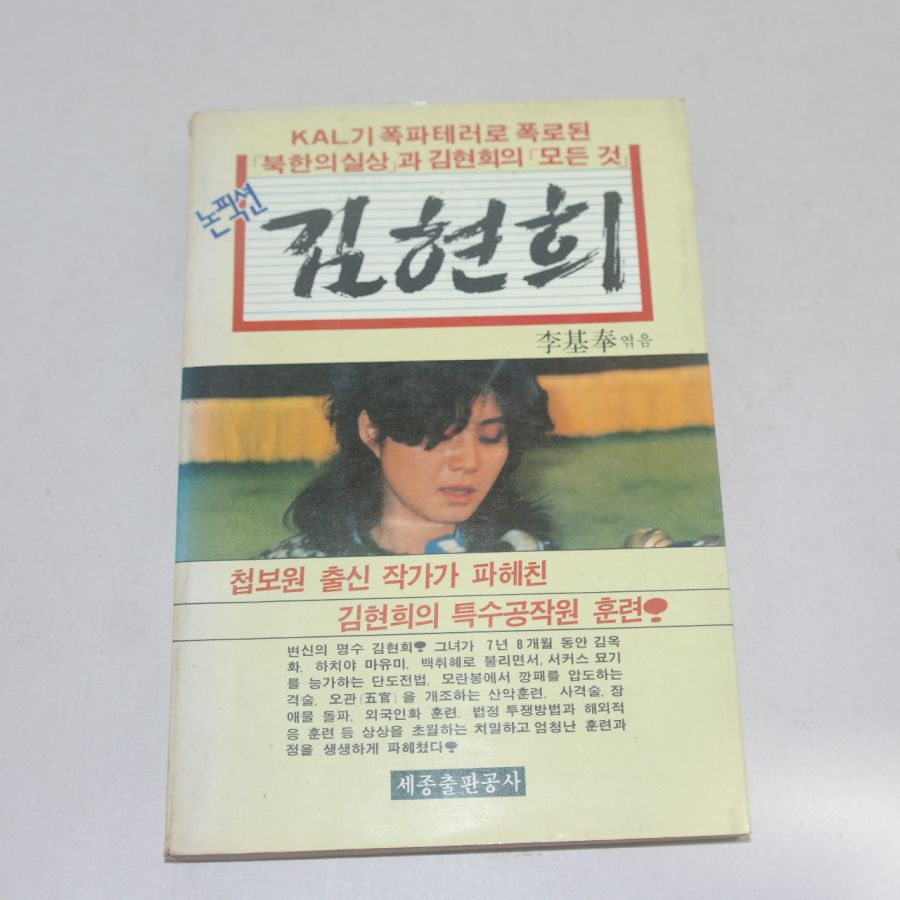 KAL기 폭파테러로 폭로된
「북한의 실상」과 김현희의 「모든 것」
논픽션
김현희
李基奉 엮음
첩보원 출신 작가가 파헤친
김현희의 특수공작원 훈련!
변신의 명수 김현희! 그녀가 7년 8개월 동안 김옥
화, 하치야 마유미, 백취혜로 불리면서, 서커스 묘기
를 능가하는 단도전법, 모란봉에서 깡패를 압도하는
격술, 오관(五官)을 개조하는 산악훈련, 사격술, 장
애물 돌파, 외국인화 훈련, 법정 투쟁방법과 해외적
응 훈련 등 상상을 초월하는 치밀하고 엄청난 훈련과
정을 생생하게 파헤쳤다!
세종출판공사